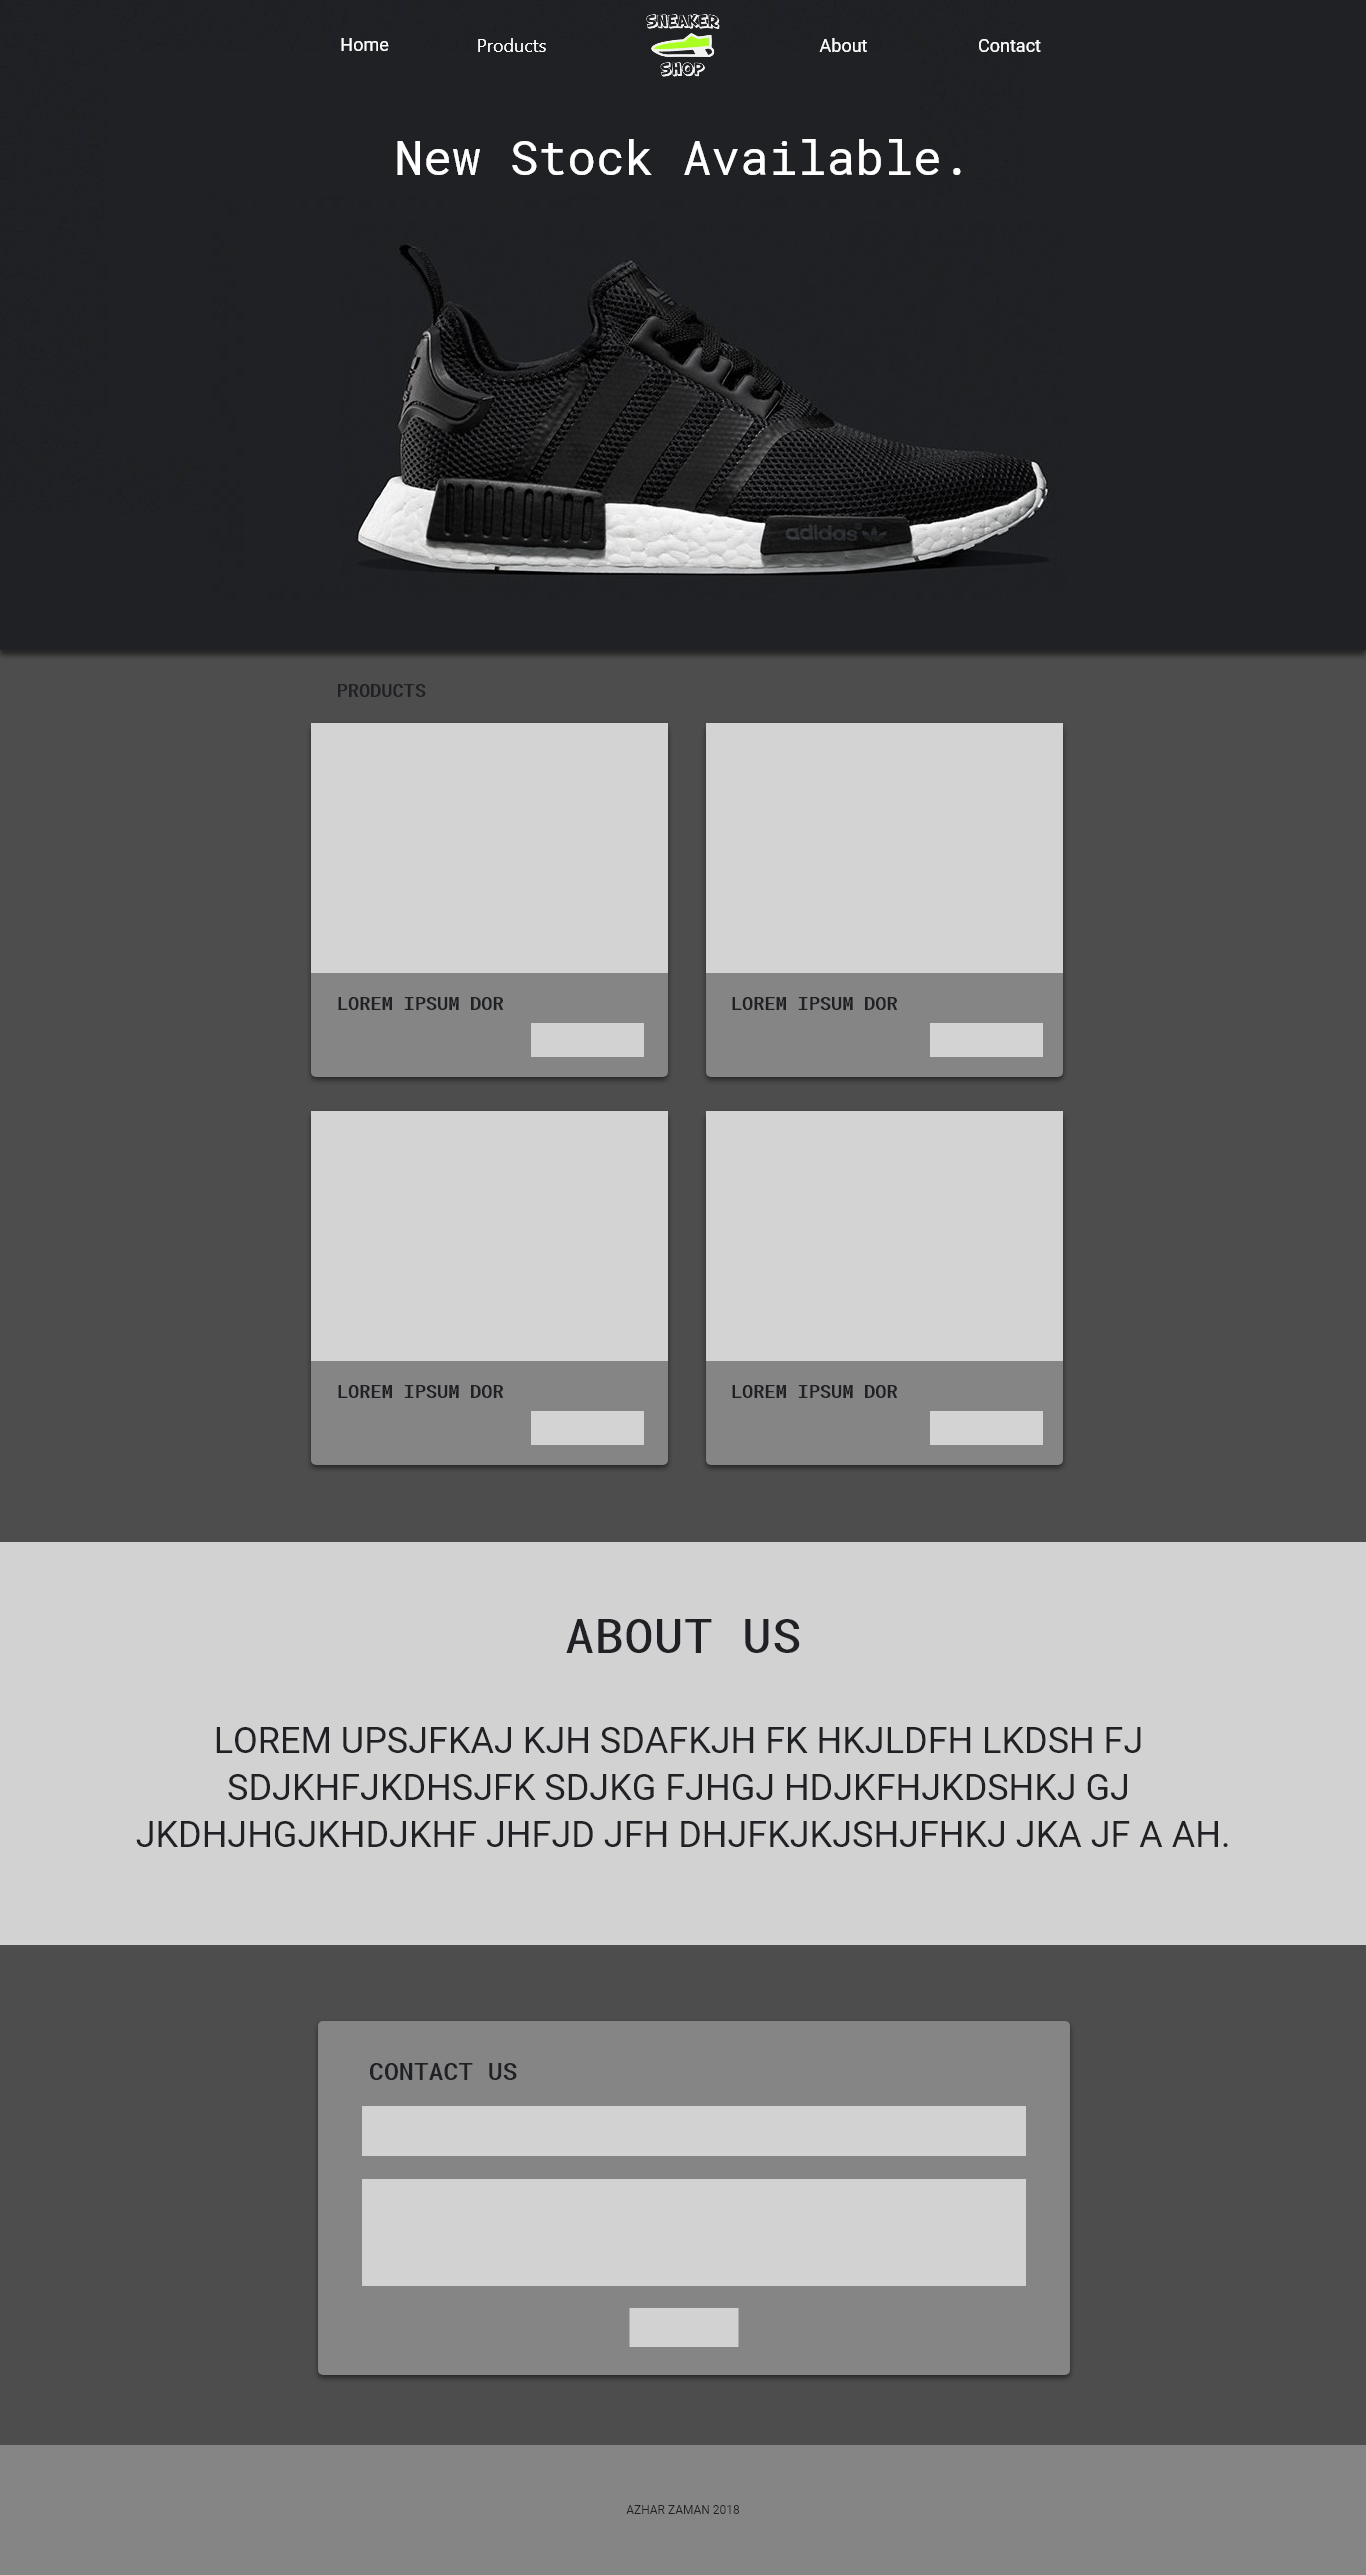 Home
Products
SNEAKER
SHOP
About
Contact
New Stock Available.
adidas
PRODUCTS
LOREM IPSUM DOR
LOREM IPSUM DOR
LOREM IPSUM DOR
LOREM IPSUM DOR
ABOUT US
LOREM UPSJFKAJ KJH SDAFKJH FK HKJLDFH LKDSH FJ
SDJKHFJKDHSJFK SDJKG FJHGJ HDJKFHJKDSHKJ GJ
JKDHJHGJKHDJKHF JHFJD JFH DHJFKJKJSHJFHKJ JKA JF A AH.
CONTACT US
AZHAR ZAMAN 2018